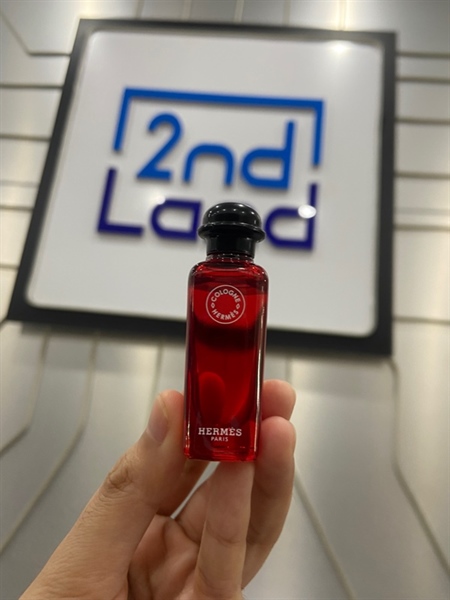 2nd
Land
COLOGNE
HERMÈS
HERMÈS
PARIS